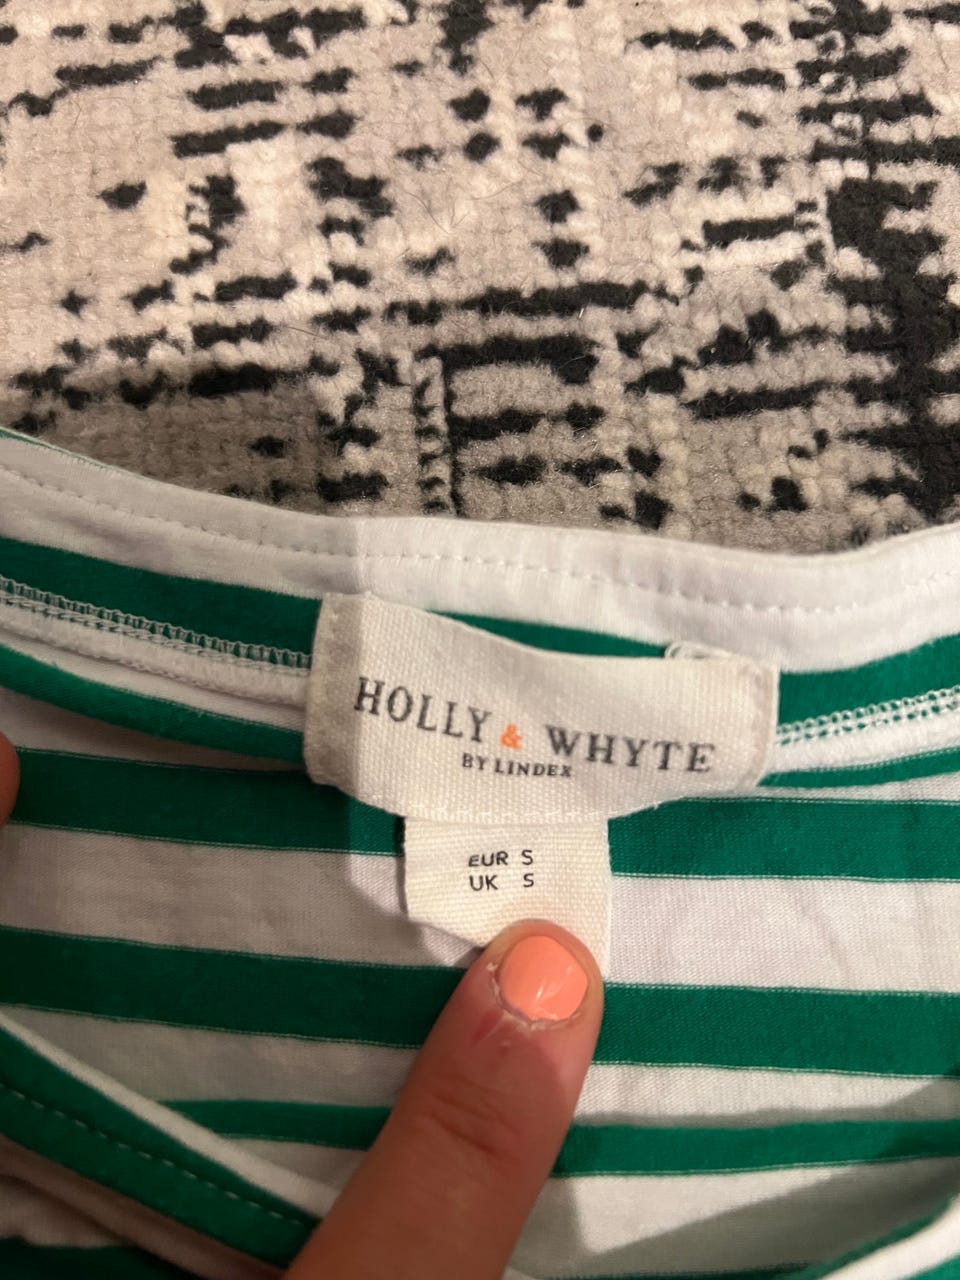 HOLLY & WHYTE
BY LINDEX
EUR S
UK S